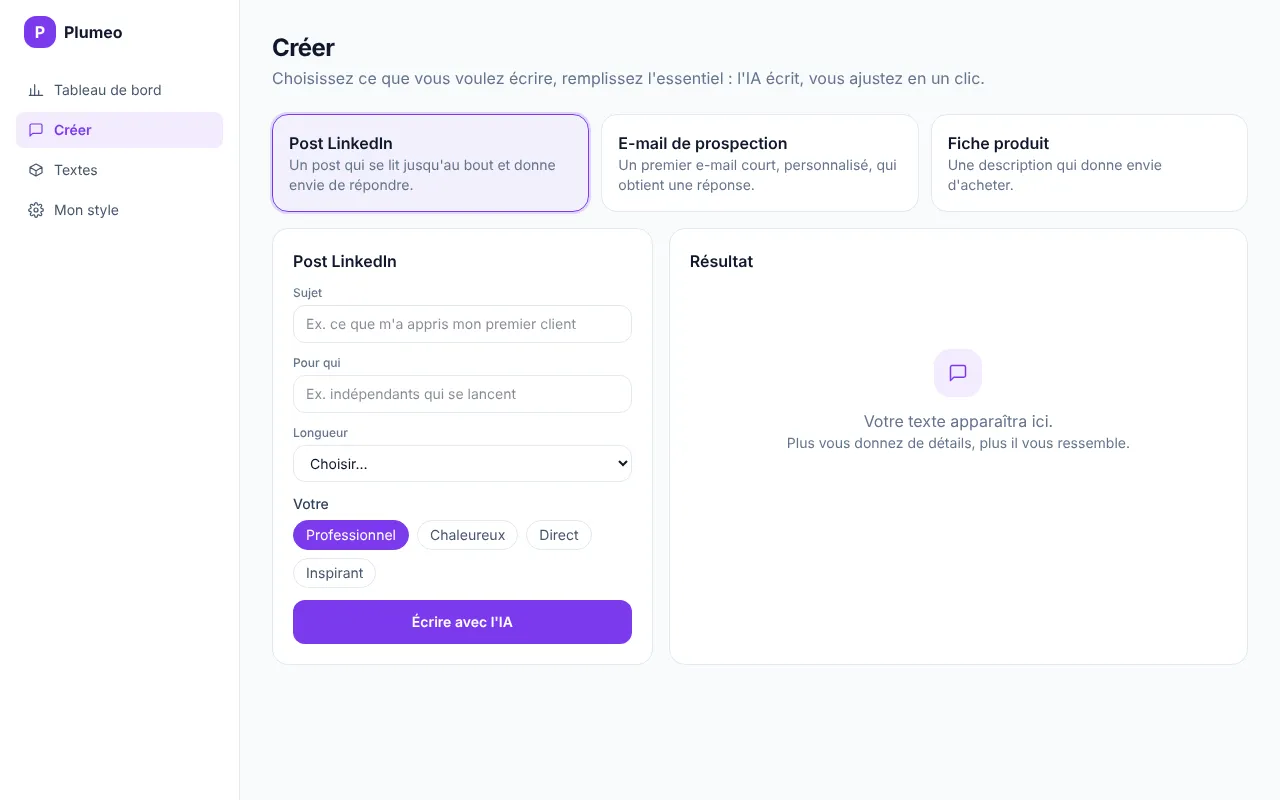 P Plumeo
Tableau de bord
Créer
Textes
Mon style
Créer
Choisissez ce que vous voulez écrire, remplissez l'essentiel : l'IA écrit, vous ajustez en un clic.
Post LinkedIn
Un post qui se lit jusqu'au bout et donne
envie de répondre.
E-mail de prospection
Un premier e-mail court, personnalisé, qui
obtient une réponse.
Fiche produit
Une description qui donne envie
d'acheter.
Post LinkedIn
Sujet
Ex. ce que m'a appris mon premier client
Pour qui
Ex. indépendants qui se lancent
Longueur
Choisir...
Votre
Professionnel Chaleureux Direct
Inspirant
Écrire avec l'IA
Résultat
Votre texte apparaîtra ici.
Plus vous donnez de détails, plus il vous ressemble.